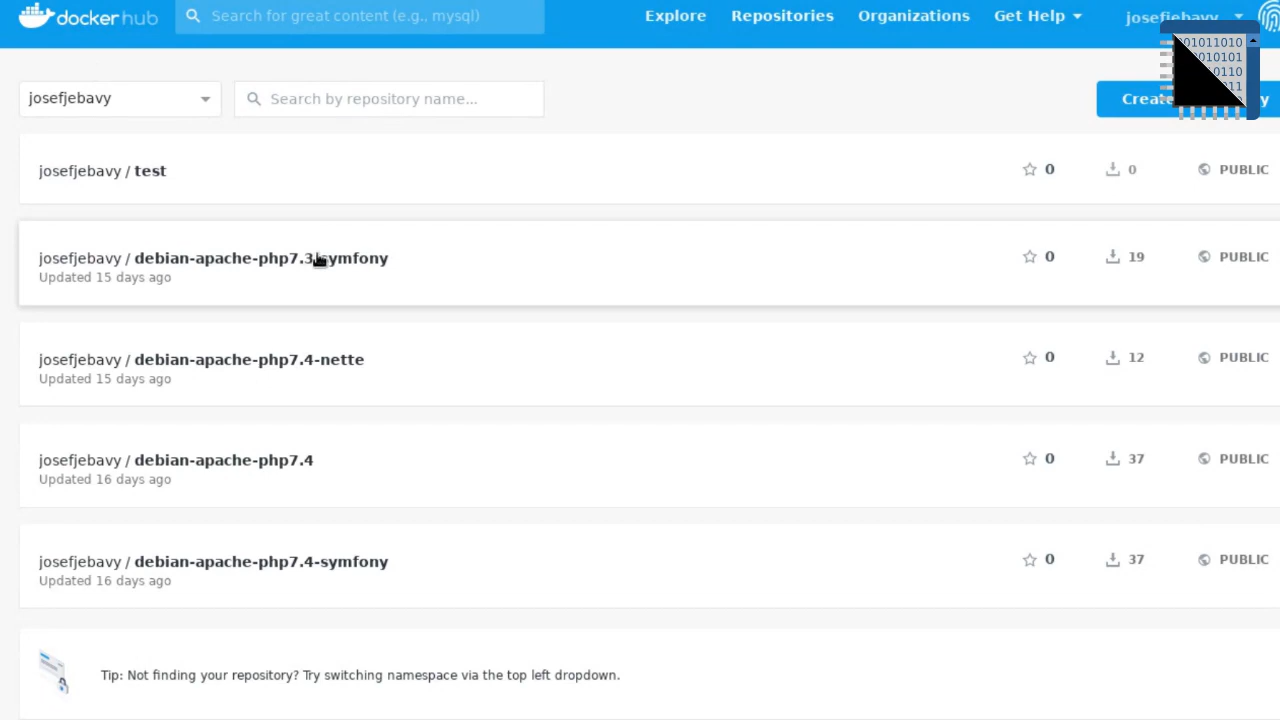 docker hub
Search for great content (e.g., mysql)
Explore
Repositories
Organizations
Get Help
josefjebavy
josefjebavy
Search by repository name...
josefjebavy / test
0
0
PUBLIC
josefjebavy / debian-apache-php7.3-symfony
Updated 15 days ago
0
19
PUBLIC
josefjebavy / debian-apache-php7.4-nette
Updated 15 days ago
0
12
PUBLIC
josefjebavy / debian-apache-php7.4
Updated 16 days ago
0
37
PUBLIC
josefjebavy / debian-apache-php7.4-symfony
Updated 16 days ago
0
37
PUBLIC
Tip: Not finding your repository? Try switching namespace via the top left dropdown.